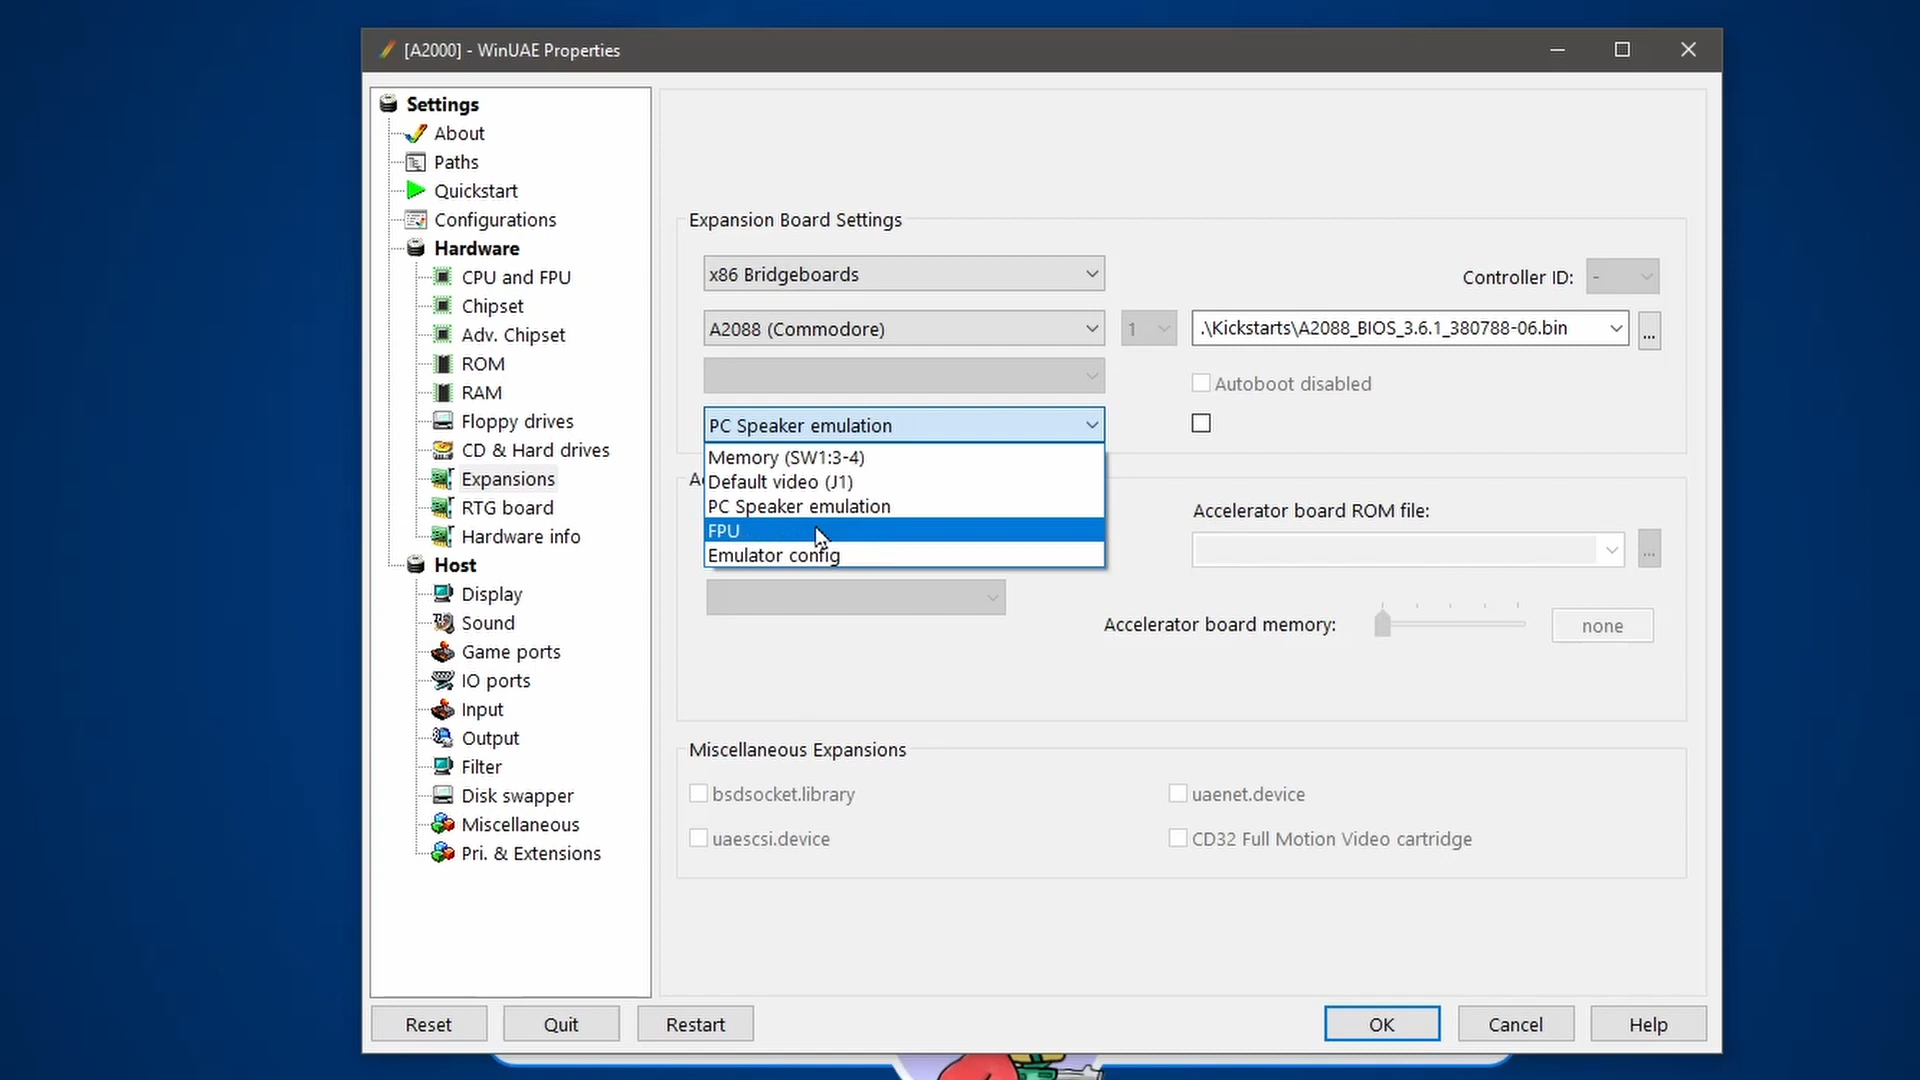 [A2000] - WinUAE Properties
Settings
About
Paths
Quickstart
Configurations
Hardware
CPU and FPU
Chipset
Adv. Chipset
ROM
RAM
Floppy drives
CD & Hard drives
Expansions
RTG board
Hardware info
Host
Display
Sound
Game ports
IO ports
Input
Output
Filter
Disk swapper
Miscellaneous
Pri. & Extensions
Expansion Board Settings
x86 Bridgeboards
Controller ID: -
A2088 (Commodore) 1 .\Kickstarts\A2088_BIOS_3.6.1_380788-06.bin ...
Autoboot disabled
PC Speaker emulation
Memory (SW1:3-4)
Default video (J1)
PC Speaker emulation
FPU
Emulator config
Accelerator board ROM file:
...
Accelerator board memory: none
Miscellaneous Expansions
bsdsocket.library uaenet.device
uaescsi.device CD32 Full Motion Video cartridge
Reset Quit Restart OK Cancel Help